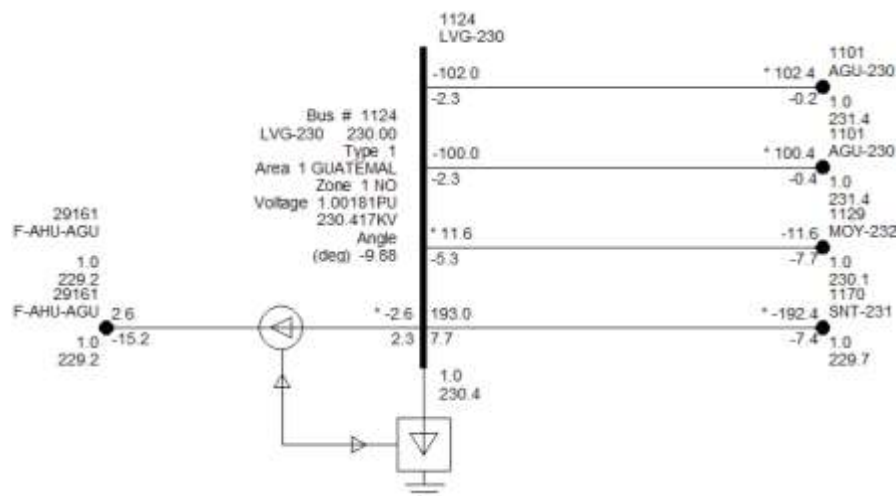 1124
LVG-230
-102.0
-2.3
* 102.4
-0.2
1101
AGU-230
1.0
231.4
-100.0
-2.3
* 100.4
-0.4
1101
AGU-230
1.0
231.4
Bus # 1124
LVG-230 230.00
Type 1
Area 1 GUATEMAL
Zone 1 NO
Voltage 1.00181PU
230.417KV
Angle
(deg) -9.88
* 11.6
-5.3
-11.6
-7.7
1129
MOY-232
1.0
230.1
29161
F-AHU-AGU
1.0
229.2
29161
F-AHU-AGU
1.0
229.2
2.6
-15.2
* -2.6
2.3
193.0
7.7
* -192.4
-7.4
1170
SNT-231
1.0
229.7
1.0
230.4